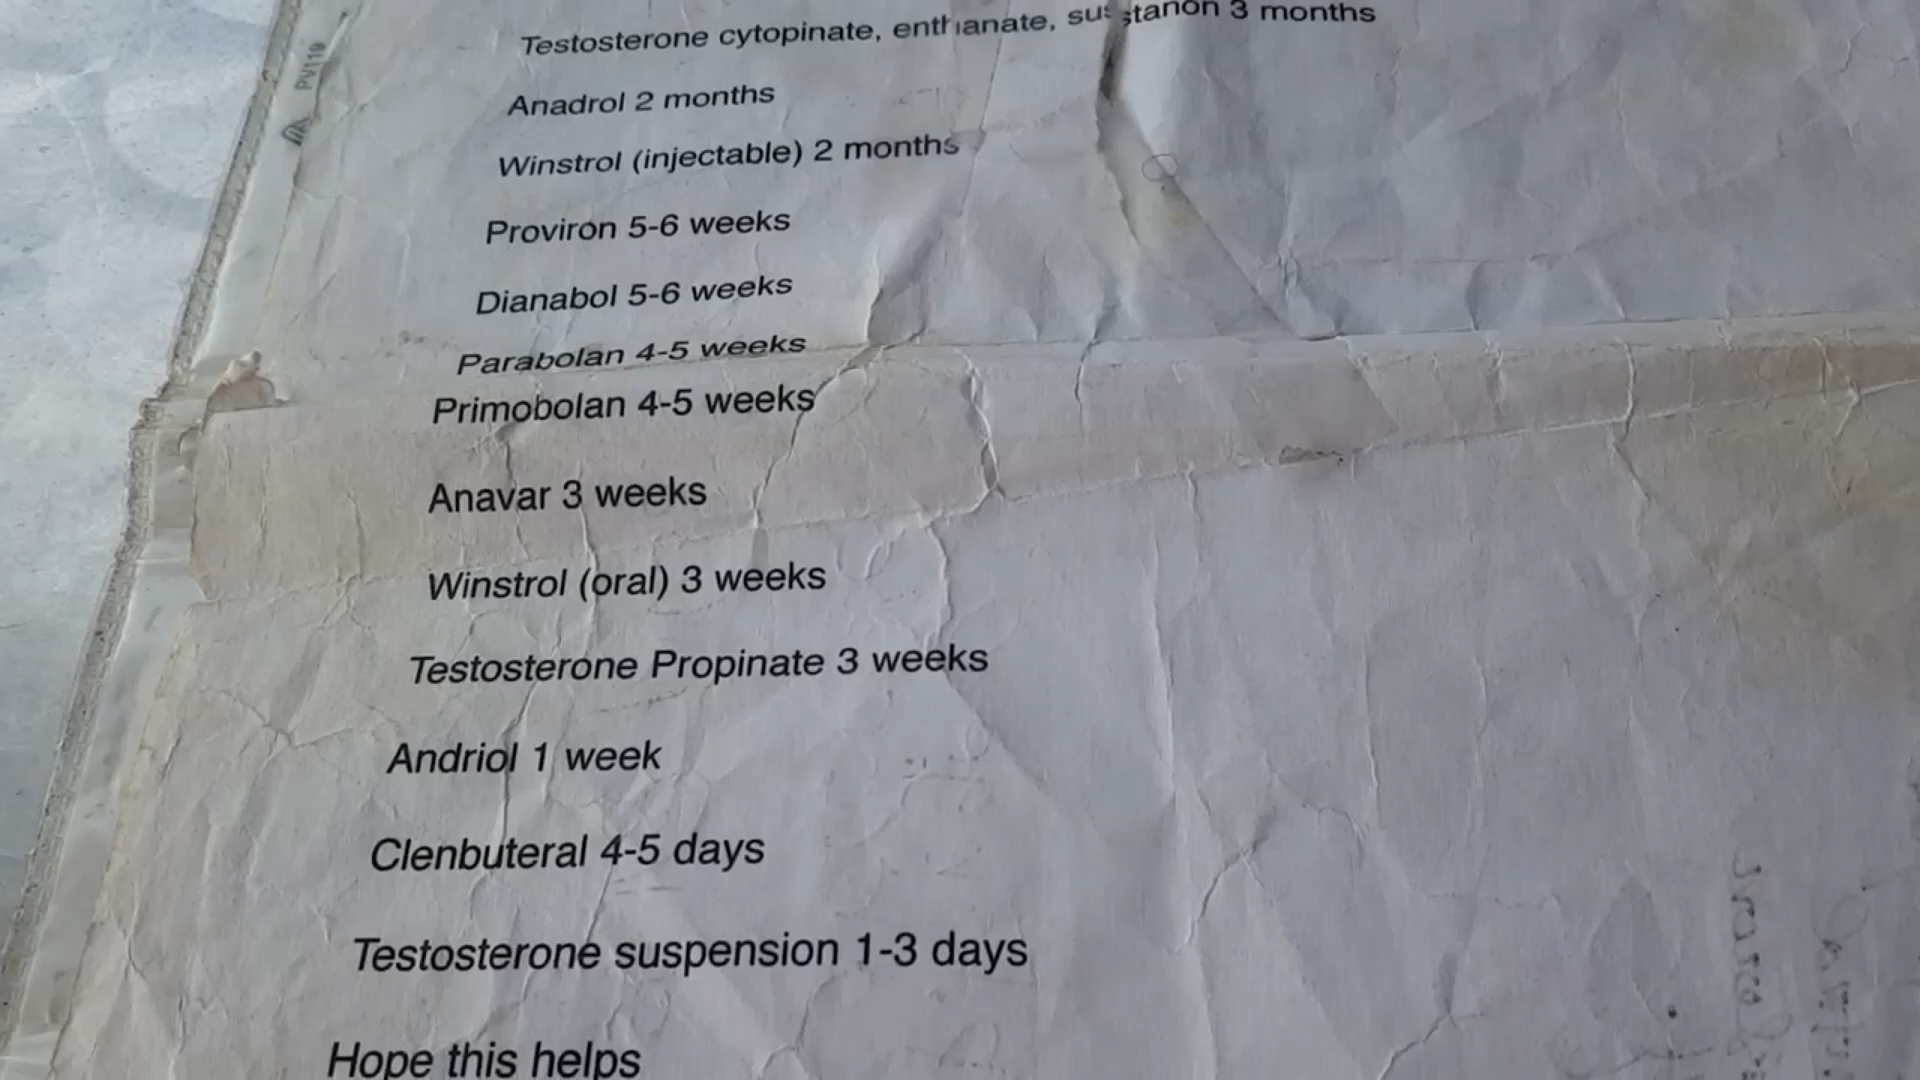 PV119
Testosterone cytopinate, enthanate, sustanon 3 months
Anadrol 2 months
Winstrol (injectable) 2 months
Proviron 5-6 weeks
Dianabol 5-6 weeks
Parabolan 4-5 weeks
Primobolan 4-5 weeks
Anavar 3 weeks
Winstrol (oral) 3 weeks
Testosterone Propinate 3 weeks
Andriol 1 week
Clenbuteral 4-5 days
Testosterone suspension 1-3 days
Hope this helps